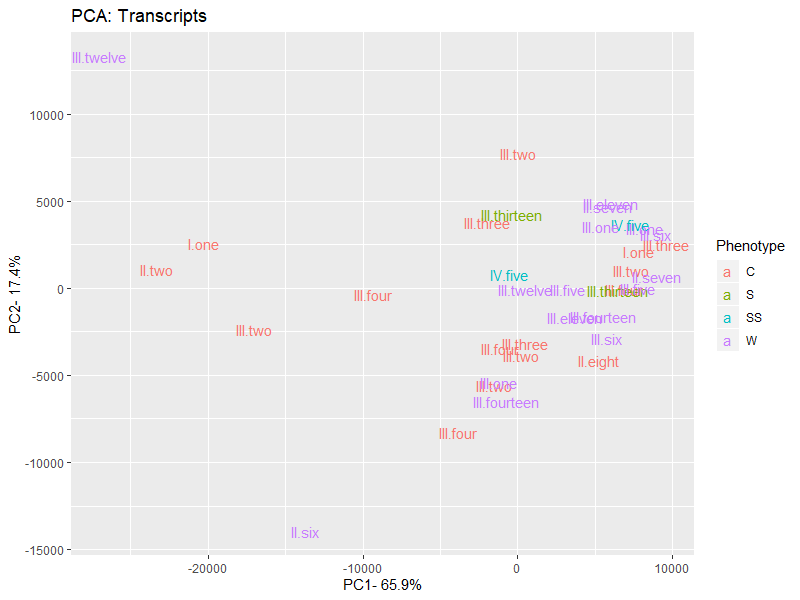 PCA: Transcripts
III.twelve
10000
III.two
5000
III.eleven
II.seven
III.thirteen
III.three
III.one
IV.five
II.one
II.six
I.one
III.three
I.one
II.two
IV.five
III.two
II.seven
0
III.four
III.twelve
III.five
III.thirteen
III.five
III.eleven
III.fourteen
III.two
III.six
III.three
III.four
III.two
II.eight
-5000
III.one
III.two
III.fourteen
III.four
-10000
II.six
-15000
-20000
-10000
0
10000
PC1- 65.9%
PC2- 17.4%
Phenotype
a C
a S
a SS
a W